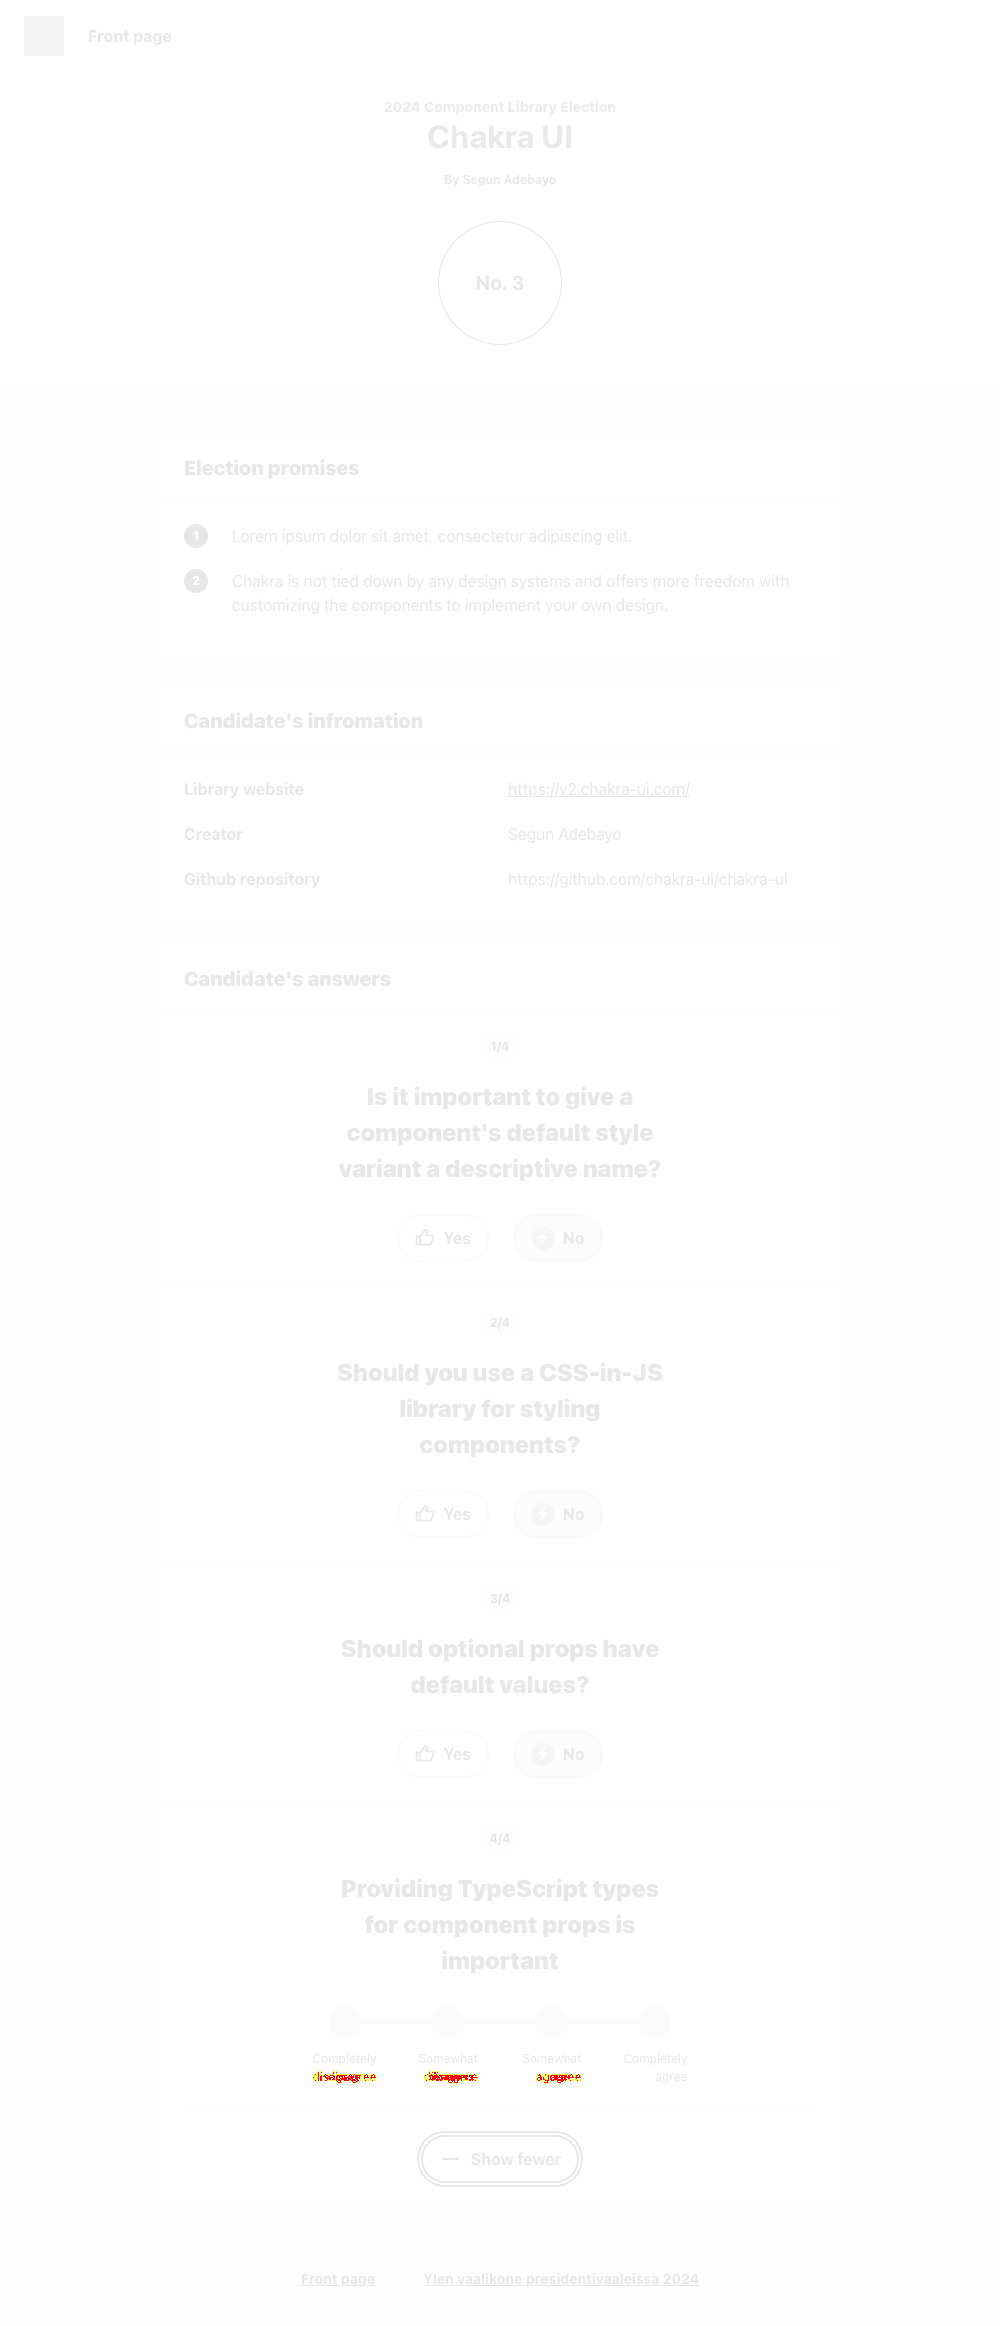 Front page
2024 Component Library Election
Chakra UI
By Segun Adebayo
No. 3
Election promises
1 Lorem ipsum dolor sit amet, consectetur adipiscing elit.
2 Chakra is not tied down by any design systems and offers more freedom with
customizing the components to implement your own design.
Candidate's infromation
Library website https://v2.chakra-ui.com/
Creator Segun Adebayo
Github repository https://github.com/chakra-ui/chakra-ui
Candidate's answers
1/4
Is it important to give a
component's default style
variant a descriptive name?
Yes No
2/4
Should you use a CSS-in-JS
library for styling
components?
Yes No
3/4
Should optional props have
default values?
Yes No
4/4
Providing TypeScript types
for component props is
important
Completely Somewhat Somewhat Completely
agree
Show fewer
Front page Ylen vaalikone presidentivaaleissa 2024